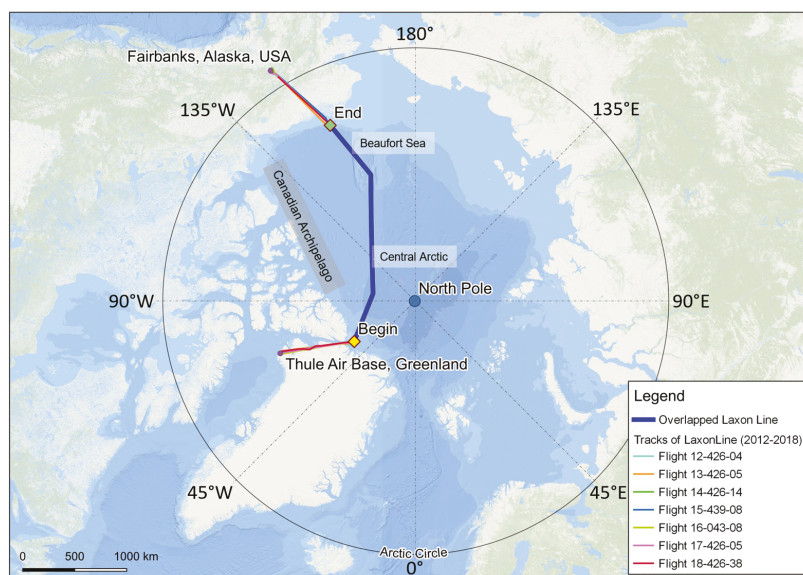 180°
Fairbanks, Alaska, USA
135°W
135°E
End
Beaufort Sea
Canadian Archipelago
Central Arctic
North Pole
90°W
90°E
Begin
Thule Air Base, Greenland
45°W
45°E
Arctic Circle
0°
0 500 1000 km
Legend
Overlapped Laxon Line
Tracks of LaxonLine (2012-2018)
Flight 12-426-04
Flight 13-426-05
Flight 14-426-14
Flight 15-439-08
Flight 16-043-08
Flight 17-426-05
Flight 18-426-38